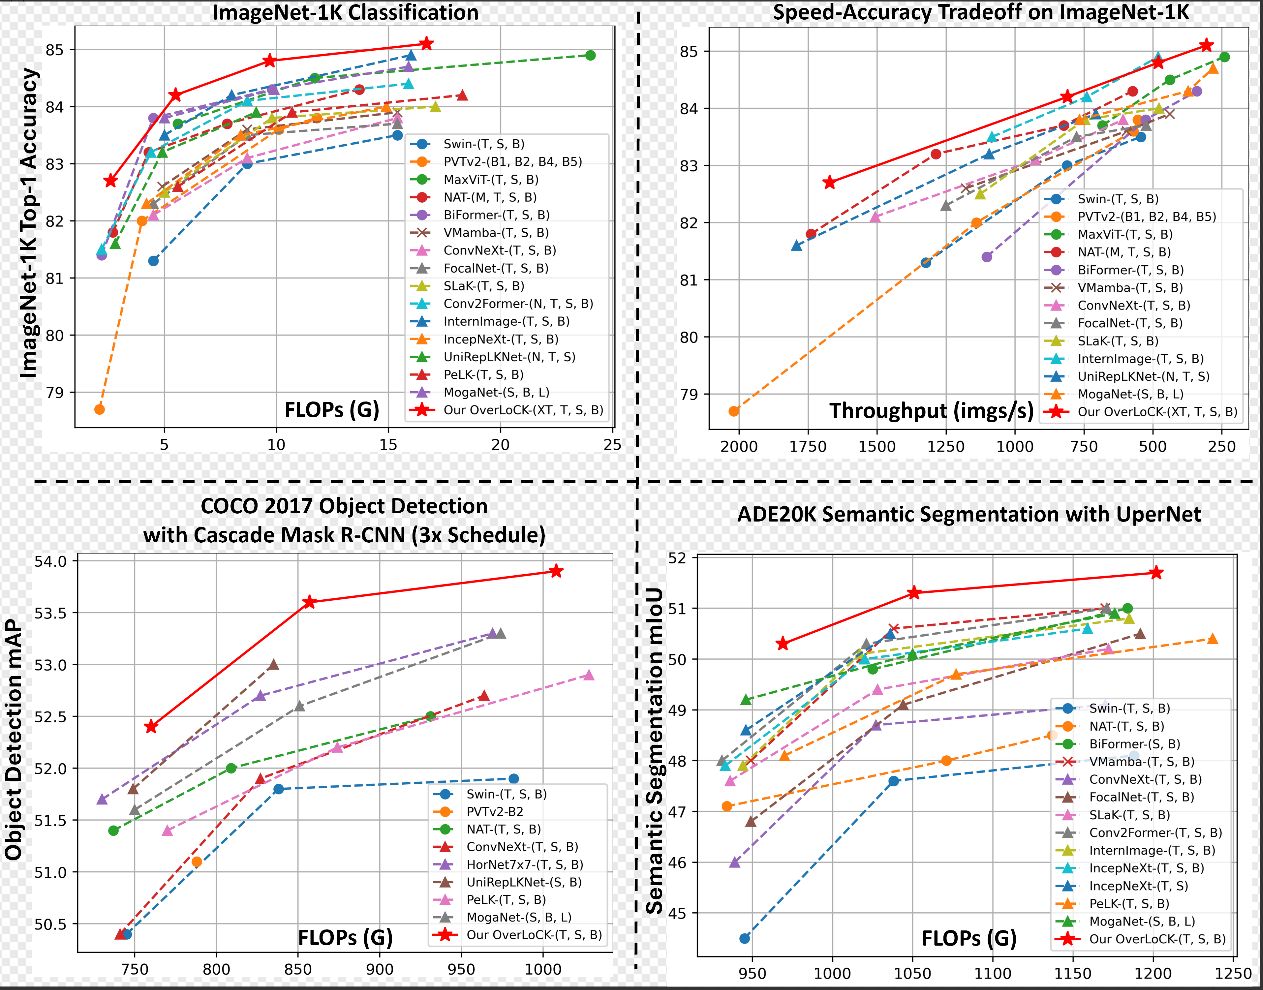 ImageNet-1K Classification
ImageNet-1K Top-1 Accuracy
85
84
83
82
81
80
79
5
10
15
20
25
FLOPs (G)
Swin-(T, S, B)
PVTv2-(B1, B2, B4, B5)
MaxViT-(T, S, B)
NAT-(M, T, S, B)
BiFormer-(T, S, B)
VMamba-(T, S, B)
ConvNeXt-(T, S, B)
FocalNet-(T, S, B)
SLaK-(T, S, B)
Conv2Former-(N, T, S, B)
InternImage-(T, S, B)
IncepNeXt-(T, S, B)
UniRepLKNet-(N, T, S)
PeLK-(T, S, B)
MogaNet-(S, B, L)
Our OverLoCK-(XT, T, S, B)
Speed-Accuracy Tradeoff on ImageNet-1K
85
84
83
82
81
80
79
2000
1750
1500
1250
1000
750
500
250
Throughput (imgs/s)
Swin-(T, S, B)
PVTv2-(B1, B2, B4, B5)
MaxViT-(T, S, B)
NAT-(M, T, S, B)
BiFormer-(T, S, B)
VMamba-(T, S, B)
ConvNeXt-(T, S, B)
FocalNet-(T, S, B)
SLaK-(T, S, B)
InternImage-(T, S, B)
UniRepLKNet-(N, T, S)
MogaNet-(S, B, L)
Our OverLoCK-(XT, T, S, B)
COCO 2017 Object Detection
with Cascade Mask R-CNN (3x Schedule)
Object Detection mAP
54.0
53.5
53.0
52.5
52.0
51.5
51.0
50.5
750
800
850
900
950
1000
FLOPs (G)
Swin-(T, S, B)
PVTv2-B2
NAT-(T, S, B)
ConvNeXt-(T, S, B)
HorNet7x7-(T, S, B)
UniRepLKNet-(S, B)
PeLK-(T, S, B)
MogaNet-(S, B, L)
Our OverLoCK-(T, S, B)
ADE20K Semantic Segmentation with UperNet
Semantic Segmentation mIoU
52
51
50
49
48
47
46
45
950
1000
1050
1100
1150
1200
1250
FLOPs (G)
Swin-(T, S, B)
NAT-(T, S, B)
BiFormer-(S, B)
VMamba-(T, S, B)
ConvNeXt-(T, S, B)
FocalNet-(T, S, B)
SLaK-(T, S, B)
Conv2Former-(T, S, B)
InternImage-(T, S, B)
IncepNeXt-(T, S, B)
IncepNeXt-(T, S)
PeLK-(T, S, B)
MogaNet-(S, B, L)
Our OverLoCK-(T, S, B)